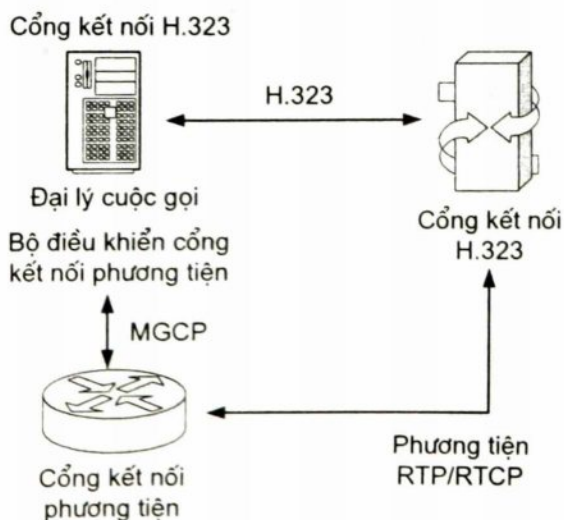 Cổng kết nối H.323
H.323
Đại lý cuộc gọi
Bộ điều khiển cổng
kết nối phương tiện
Cổng kết nối
H.323
MGCP
Phương tiện
RTP/RTCP
Cổng kết nối
phương tiện